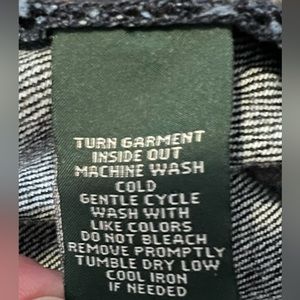 TURN GARMENT
INSIDE OUT
MACHINE WASH
COLD
GENTLE CYCLE
WASH WITH
LIKE COLORS
DO NOT BLEACH
REMOVE PROMPTLY
TUMBLE DRY LOW
COOL IRON
IF NEEDED